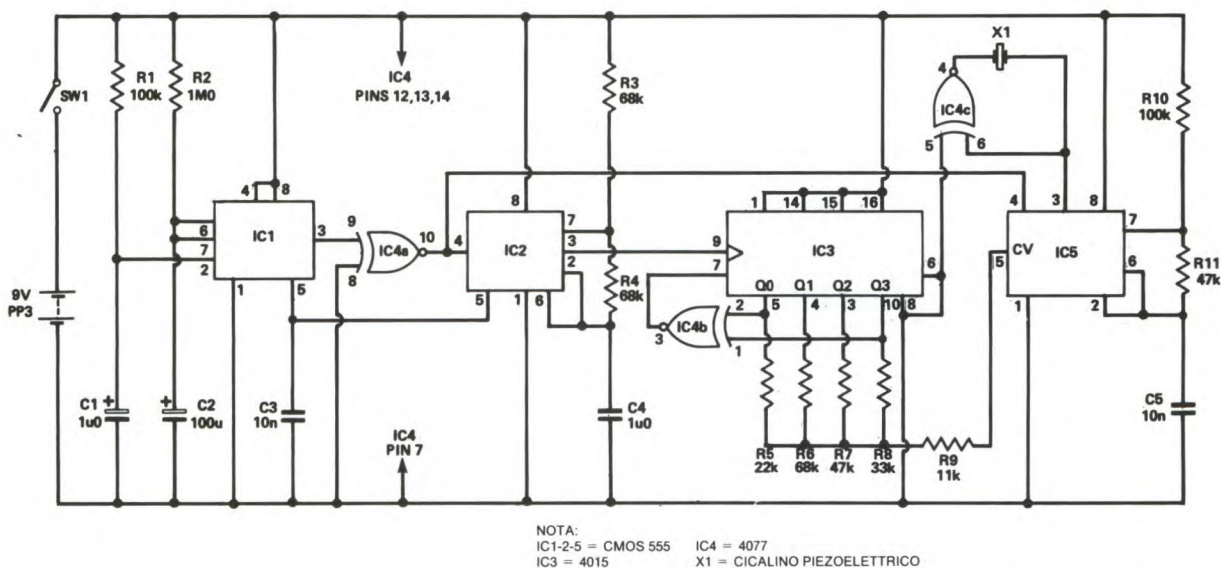 SW1
9V
PP3
R1
100k
R2
1M0
C1
1u0
C2
100u
C3
10n
+
+
4
8
6
7
2
IC1
3
1
5
IC4
PINS 12,13,14
IC4
PIN 7
9
8
IC4a
10
4
8
7
3
2
IC2
5
1
6
R3
68k
R4
68k
C4
1u0
1
14
15
16
9
7
IC3
6
Q0
Q1
Q2
Q3
5
4
3
10
8
IC4b
2
1
3
R5
22k
R6
68k
R7
47k
R8
33k
R9
11k
X1
4
IC4c
5
6
4
3
8
7
CV
5
IC5
6
1
2
R10
100k
R11
47k
C5
10n
NOTA:
IC1-2-5 = CMOS 555 IC4 = 4077
IC3 = 4015 X1 = CICALINO PIEZOELETTRICO